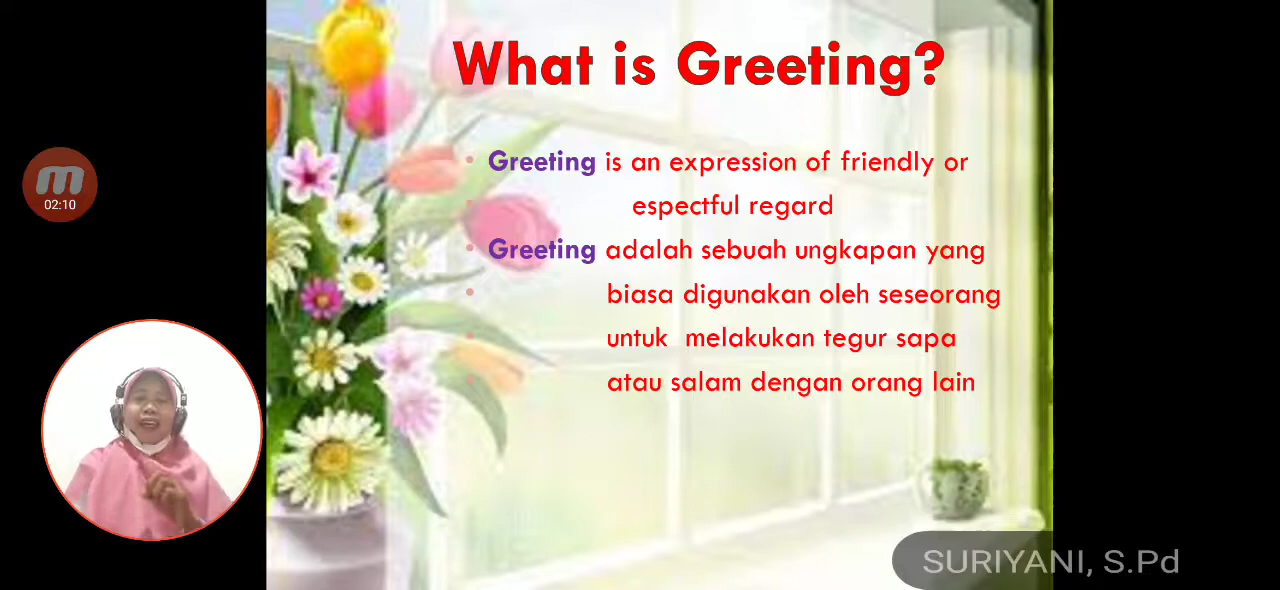 What is Greeting?
Greeting is an expression of friendly or
espectful regard
Greeting adalah sebuah ungkapan yang
biasa digunakan oleh seseorang
untuk melakukan tegur sapa
atau salam dengan orang lain
m
02:10
SURIYANI, S.Pd